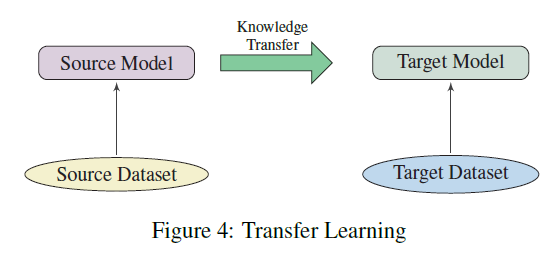 Knowledge
Transfer
Source Model
Target Model
Source Dataset
Target Dataset
Figure 4: Transfer Learning